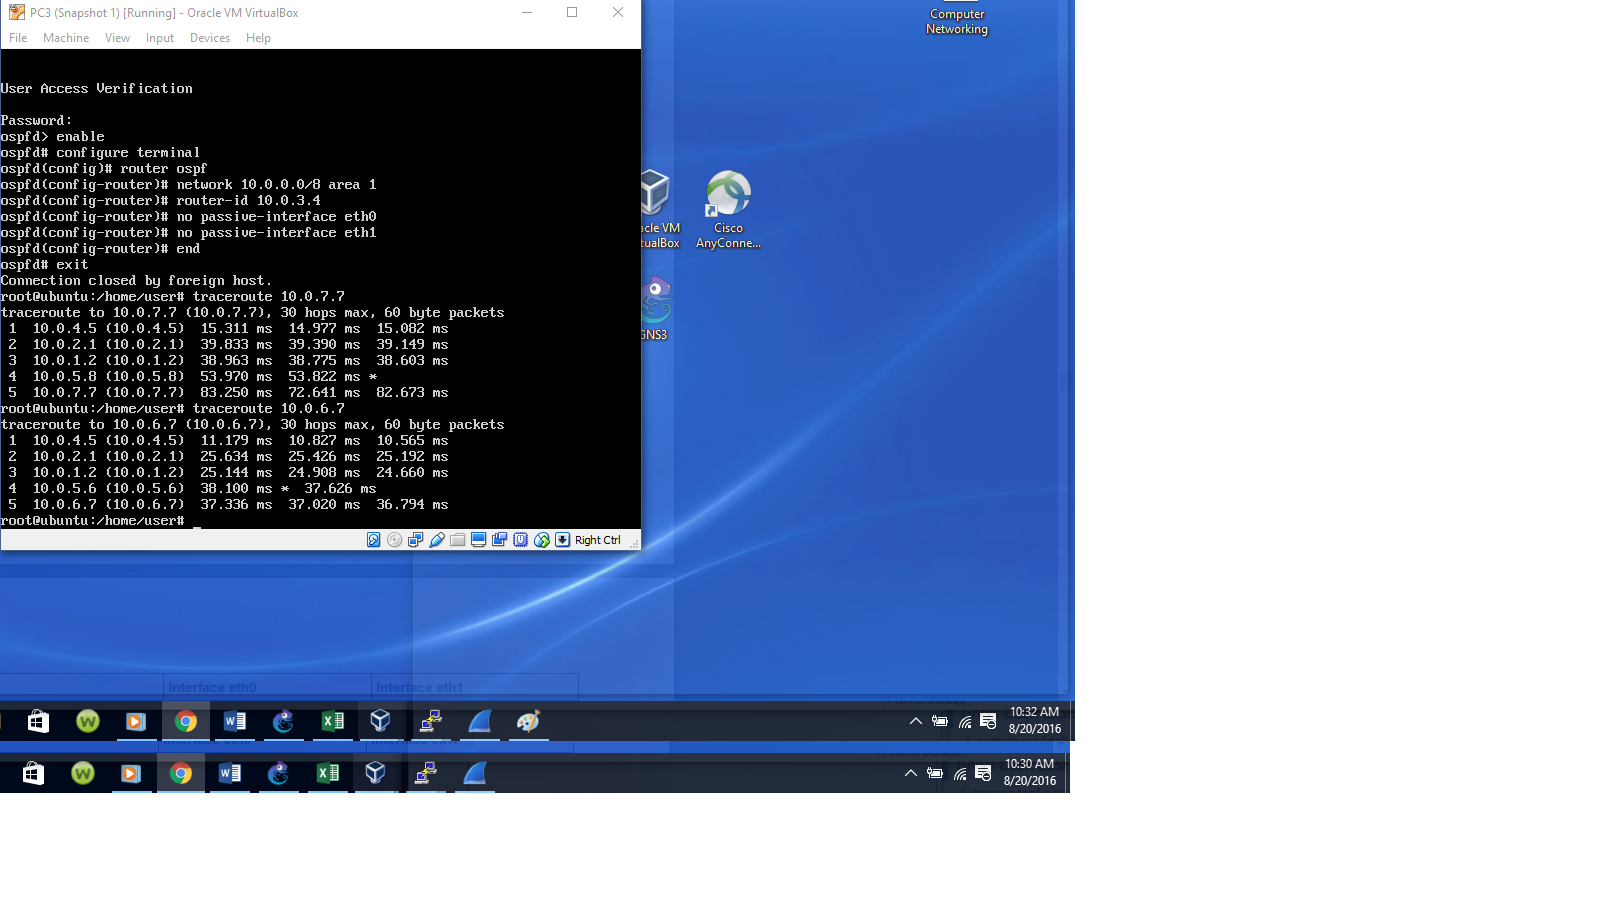 PC3 (Snapshot 1) [Running] - Oracle VM VirtualBox
File Machine View Input Devices Help
User Access Verification
Password:
ospfd> enable
ospfd# configure terminal
ospfd(config)# router ospf
ospfd(config-router)# network 10.0.0.0/8 area 1
ospfd(config-router)# router-id 10.0.3.4
ospfd(config-router)# no passive-interface eth0
ospfd(config-router)# no passive-interface eth1
ospfd(config-router)# end
ospfd# exit
Connection closed by foreign host.
root@ubuntu:/home/user# traceroute 10.0.7.7
traceroute to 10.0.7.7 (10.0.7.7), 30 hops max, 60 byte packets
1 10.0.4.5 (10.0.4.5) 15.311 ms 14.977 ms 15.082 ms
2 10.0.2.1 (10.0.2.1) 39.833 ms 39.390 ms 39.149 ms
3 10.0.1.2 (10.0.1.2) 38.963 ms 38.775 ms 38.603 ms
4 10.0.5.8 (10.0.5.8) 53.970 ms 53.822 ms *
5 10.0.7.7 (10.0.7.7) 83.250 ms 72.641 ms 82.673 ms
root@ubuntu:/home/user# traceroute 10.0.6.7
traceroute to 10.0.6.7 (10.0.6.7), 30 hops max, 60 byte packets
1 10.0.4.5 (10.0.4.5) 11.179 ms 10.827 ms 10.565 ms
2 10.0.2.1 (10.0.2.1) 25.634 ms 25.426 ms 25.192 ms
3 10.0.1.2 (10.0.1.2) 25.144 ms 24.908 ms 24.660 ms
4 10.0.5.6 (10.0.5.6) 38.100 ms * 37.626 ms
5 10.0.6.7 (10.0.6.7) 37.336 ms 37.020 ms 36.794 ms
root@ubuntu:/home/user# _
Right Ctrl
Computer
Networking
acle VM
tualBox
Cisco
AnyConne...
GNS3
Interface eth0 Interface eth1
10:32 AM
8/20/2016
10:30 AM
8/20/2016